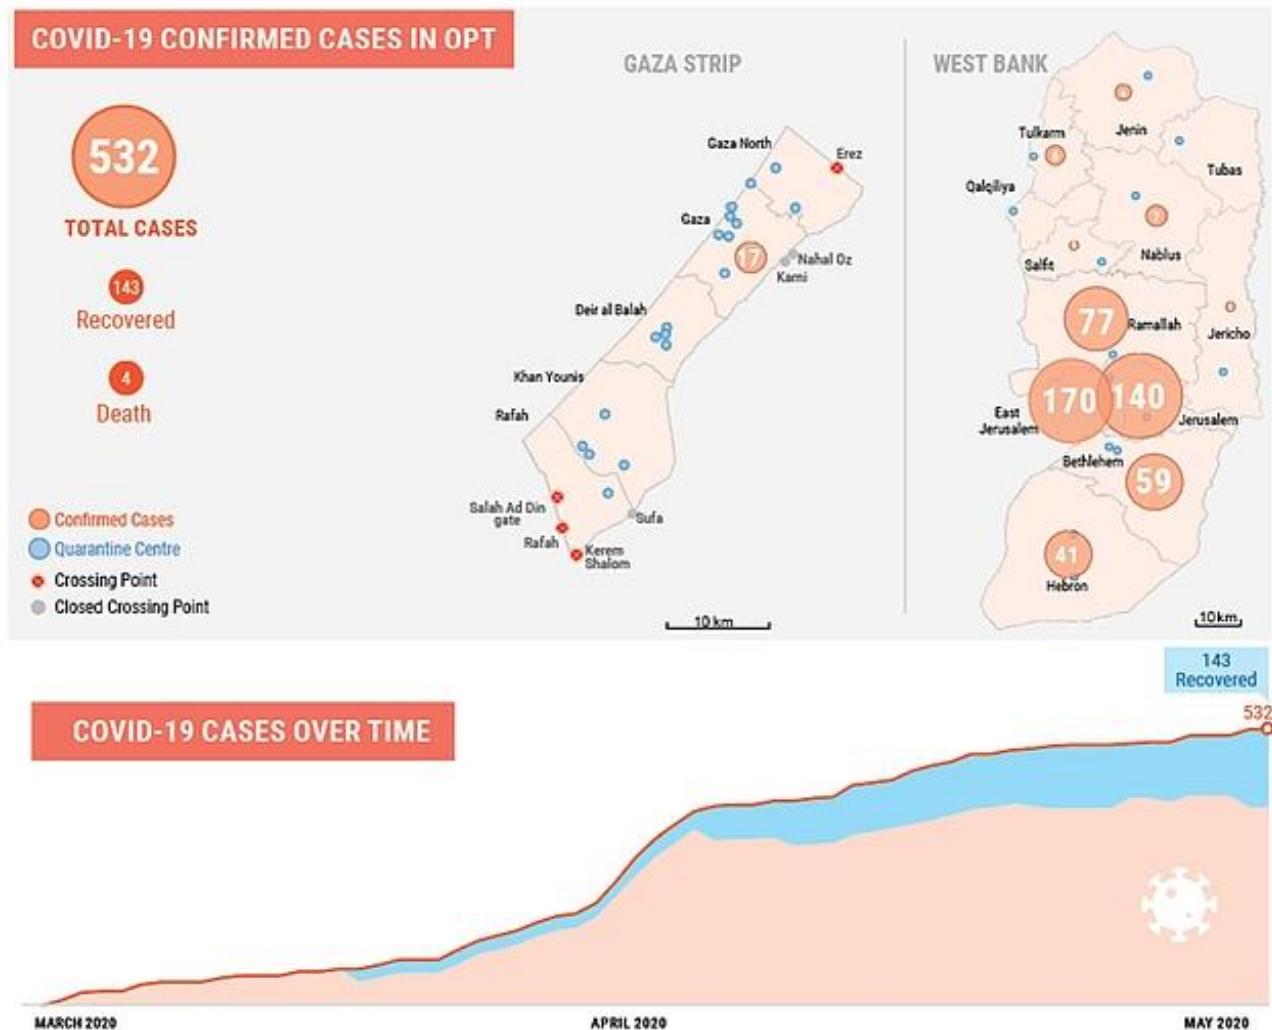 COVID-19 CONFIRMED CASES IN OPT
532
TOTAL CASES
143
Recovered
4
Death
Confirmed Cases
Quarantine Centre
Crossing Point
Closed Crossing Point
GAZA STRIP
Gaza North
Erez
Gaza
17
Nahal Oz
Karni
Deir al Balah
Khan Younis
Rafah
Salah Ad Din
gate
Rafah
Kerem
Shalom
Sufa
10 km
WEST BANK
Jenin
Tulkarm
Tubas
Qalqiliya
Nablus
Salfit
77
Ramallah
Jericho
170
140
East
Jerusalem
Jerusalem
Bethlehem
59
41
Hebron
10 km
143
Recovered
532
COVID-19 CASES OVER TIME
MARCH 2020
APRIL 2020
MAY 2020